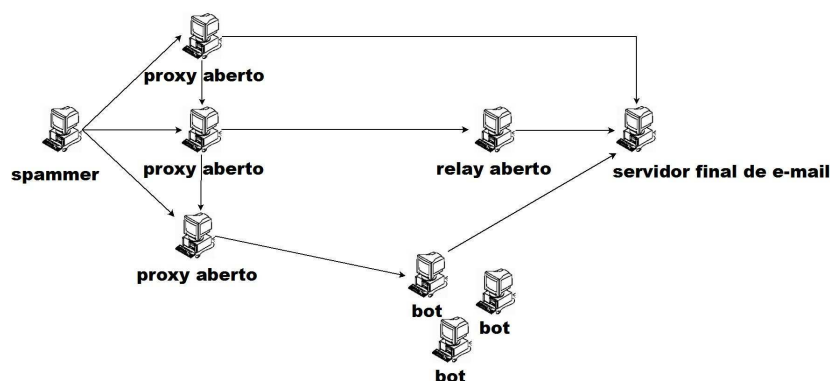 proxy aberto
spammer
proxy aberto
relay aberto
servidor final de e-mail
proxy aberto
bot
bot
bot